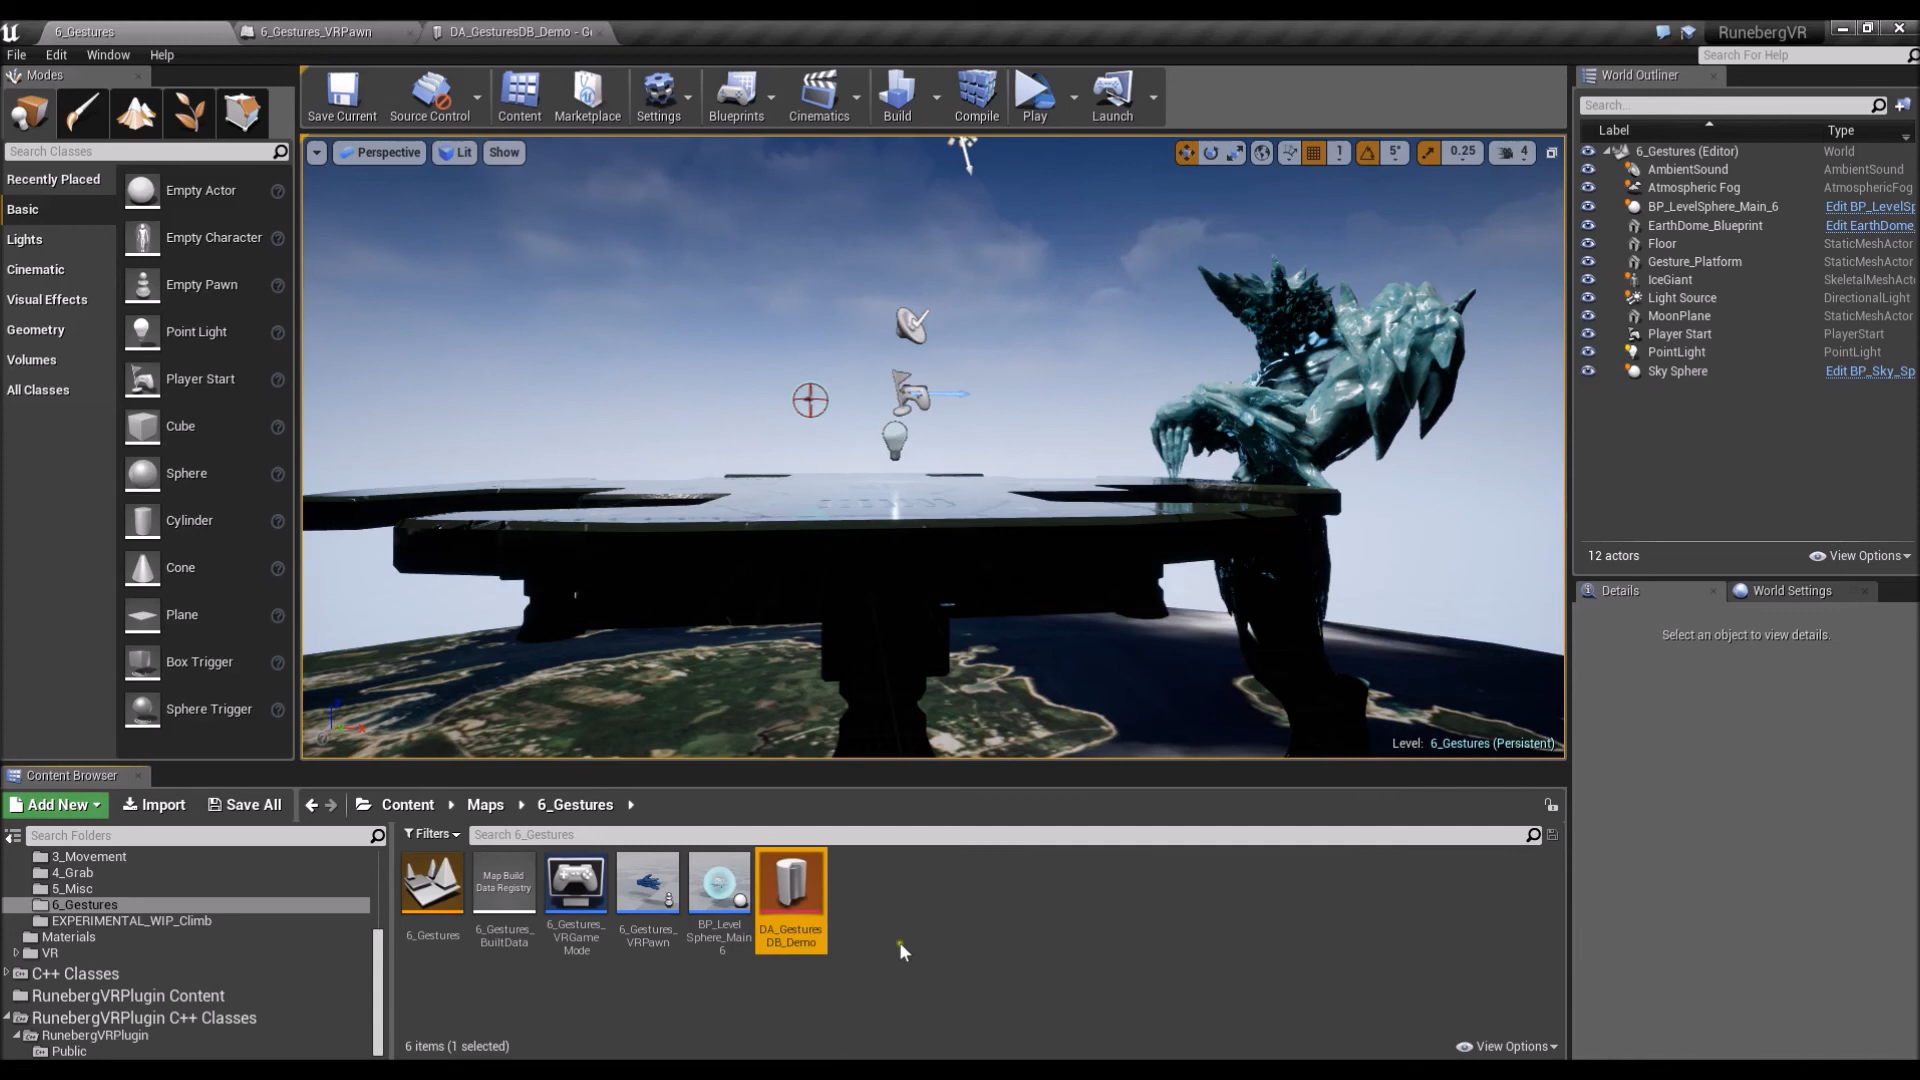 6_Gestures
6_Gestures_VRPawn
DA_GesturesDB_Demo - Ge
RunebergVR
File Edit Window Help
Search For Help
Modes
Save Current
Source Control
Content
Marketplace
Settings
Blueprints
Cinematics
Build
Compile
Play
Launch
World Outliner
Search...
Label
Type
Search Classes
Perspective
Lit
Show
1
5°
0.25
4
Recently Placed
Basic
Lights
Cinematic
Visual Effects
Geometry
Volumes
All Classes
Empty Actor
Empty Character
Empty Pawn
Point Light
Player Start
Cube
Sphere
Cylinder
Cone
Plane
Box Trigger
Sphere Trigger
6_Gestures (Editor) World
AmbientSound AmbientSound
Atmospheric Fog AtmosphericFog
BP_LevelSphere_Main_6 Edit BP_LevelSp
EarthDome_Blueprint Edit EarthDome_
Floor StaticMeshActor
Gesture_Platform StaticMeshActor
IceGiant SkeletalMeshActo
Light Source DirectionalLight
MoonPlane StaticMeshActor
Player Start PlayerStart
PointLight PointLight
Sky Sphere Edit BP_Sky_Sp
12 actors
View Options
Details
World Settings
Select an object to view details.
Level: 6_Gestures (Persistent)
Content Browser
Add New
Import
Save All
Content
Maps
6_Gestures
Search Folders
Filters
Search 6_Gestures
3_Movement
4_Grab
5_Misc
6_Gestures
EXPERIMENTAL_WIP_Climb
Materials
VR
C++ Classes
RunebergVRPlugin Content
RunebergVRPlugin C++ Classes
RunebergVRPlugin
Public
Map Build
Data Registry
6_Gestures
6_Gestures_
BuiltData
6_Gestures_
VRGame
Mode
6_Gestures_
VRPawn
BP_Level
Sphere_Main
6
DA_Gestures
DB_Demo
6 items (1 selected)
View Options